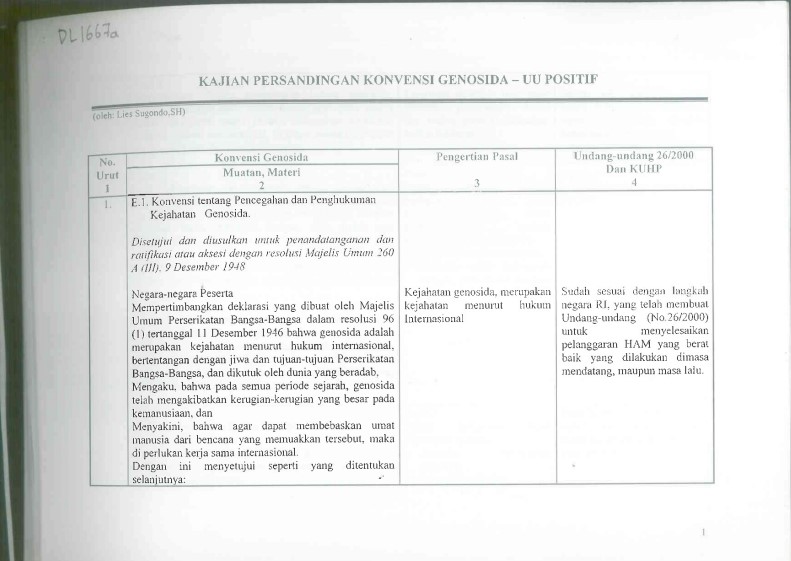 DL1667a
KAJIAN PERSANDINGAN KONVENSI GENOSIDA – UU POSITIF
(oleh: Lies Sugondo,SH)
No. Urut 1
Konvensi Genosida
Muatan, Materi
2
Pengertian Pasal
3
Undang-undang 26/2000
Dan KUHP
4
1.
E.1. Konvensi tentang Pencegahan dan Penghukuman
Kejahatan Genosida.
Disetujui dan diusulkan untuk penandatanganan dan
ratifikasi atau aksesi dengan resolusi Majelis Umum 260
A (III), 9 Desember 1948
Negara-negara Peserta
Mempertimbangkan deklarasi yang dibuat oleh Majelis
Umum Perserikatan Bangsa-Bangsa dalam resolusi 96
(1) tertanggal 11 Desember 1946 bahwa genosida adalah
merupakan kejahatan menurut hukum internasional,
bertentangan dengan jiwa dan tujuan-tujuan Perserikatan
Bangsa-Bangsa, dan dikutuk oleh dunia yang beradab,
Mengaku, bahwa pada semua periode sejarah, genosida
telah mengakibatkan kerugian-kerugian yang besar pada
kemanusiaan, dan
Menyakini, bahwa agar dapat membebaskan umat
manusia dari bencana yang memuakkan tersebut, maka
di perlukan kerja sama internasional.
Dengan ini menyetujui seperti yang ditentukan
selanjutnya:
Kejahatan genosida, merupakan
kejahatan menurut hukum
Internasional
Sudah sesuai dengan langkah
negara RI, yang telah membuat
Undang-undang (No.26/2000)
untuk menyelesaikan
pelanggaran HAM yang berat
baik yang dilakukan dimasa
mendatang, maupun masa lalu.
1